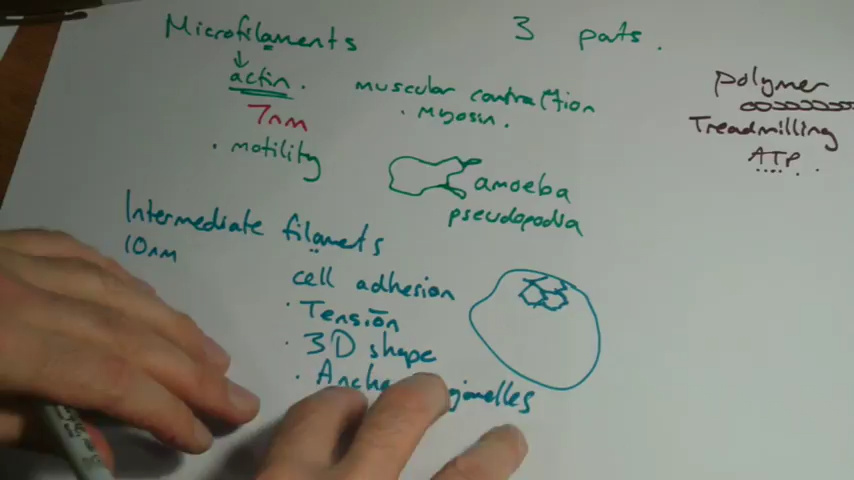 Microfilaments
3 parts.
actin.
muscular contraction
7nm
· Myosin.
· motility
amoeba
pseudopodia
polymer
Treadmilling
ATP
Intermediate filamets
10nm
cell adhesion
· Tension
· 3D shape